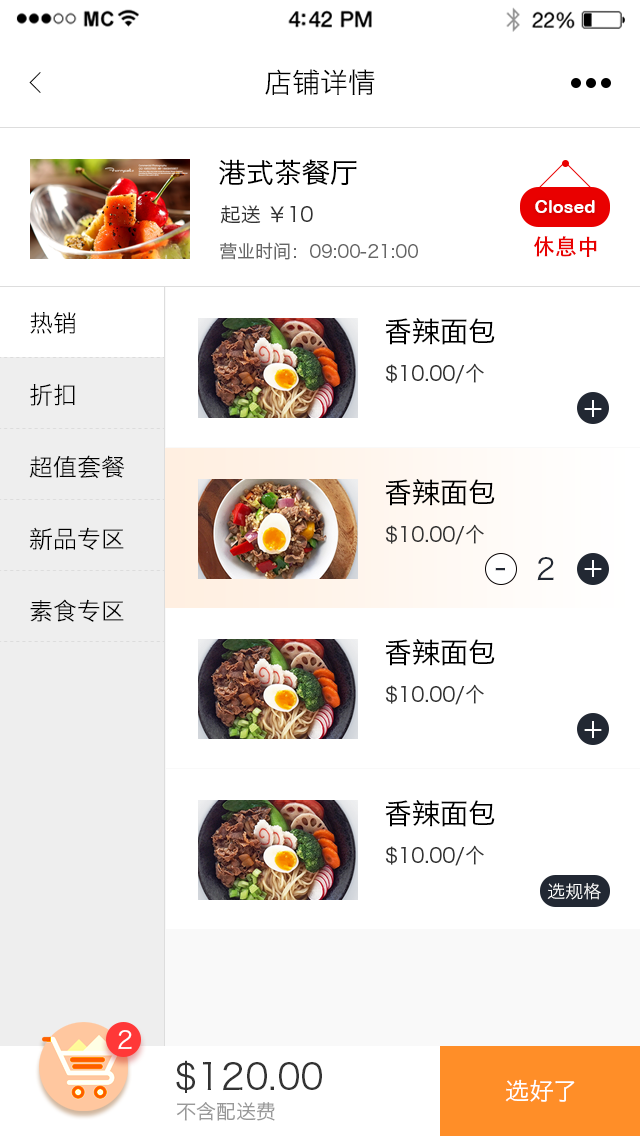 MC
4:42 PM
22%
店铺详情
港式茶餐厅
起送 ￥10
营业时间：09:00-21:00
Closed
休息中
热销
折扣
超值套餐
新品专区
素食专区
香辣面包
$10.00/个
香辣面包
$10.00/个
- 2 +
香辣面包
$10.00/个
香辣面包
$10.00/个
选规格
2
$120.00
不含配送费
选好了